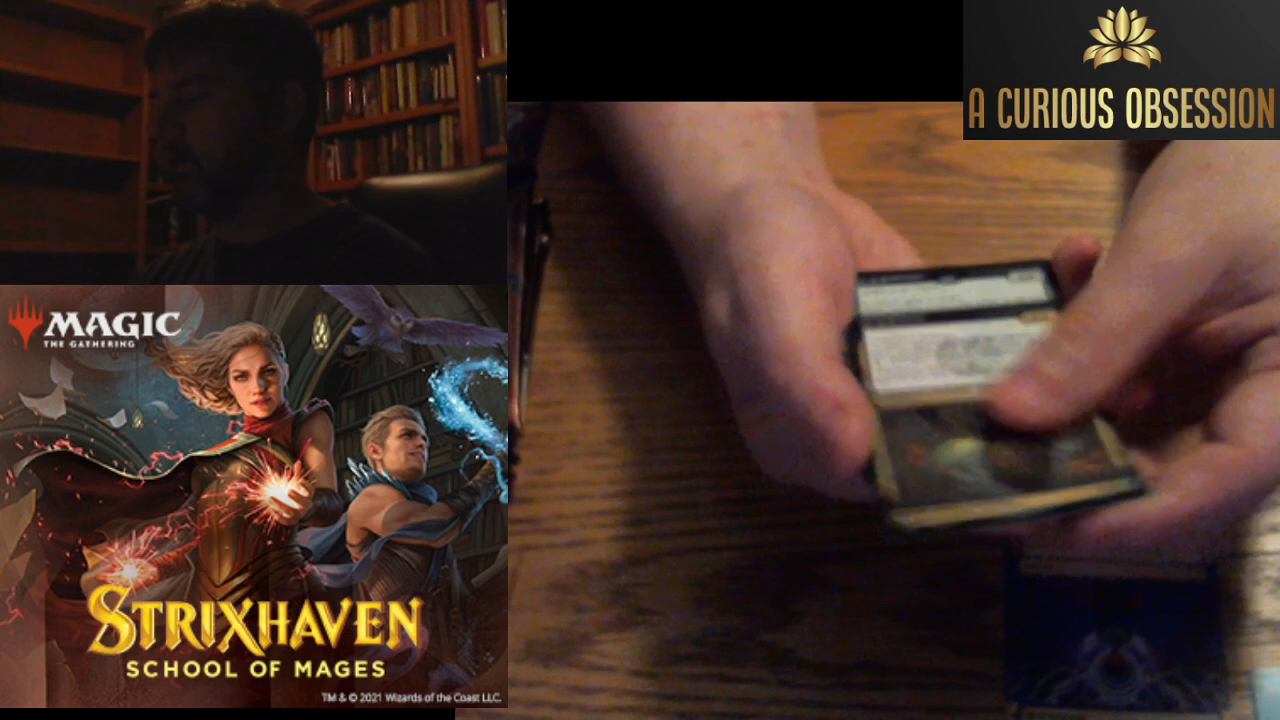 A CURIOUS OBSESSION
MAGIC
THE GATHERING
STRIXHAVEN
SCHOOL OF MAGES
TM & © 2021 Wizards of the Coast LLC.